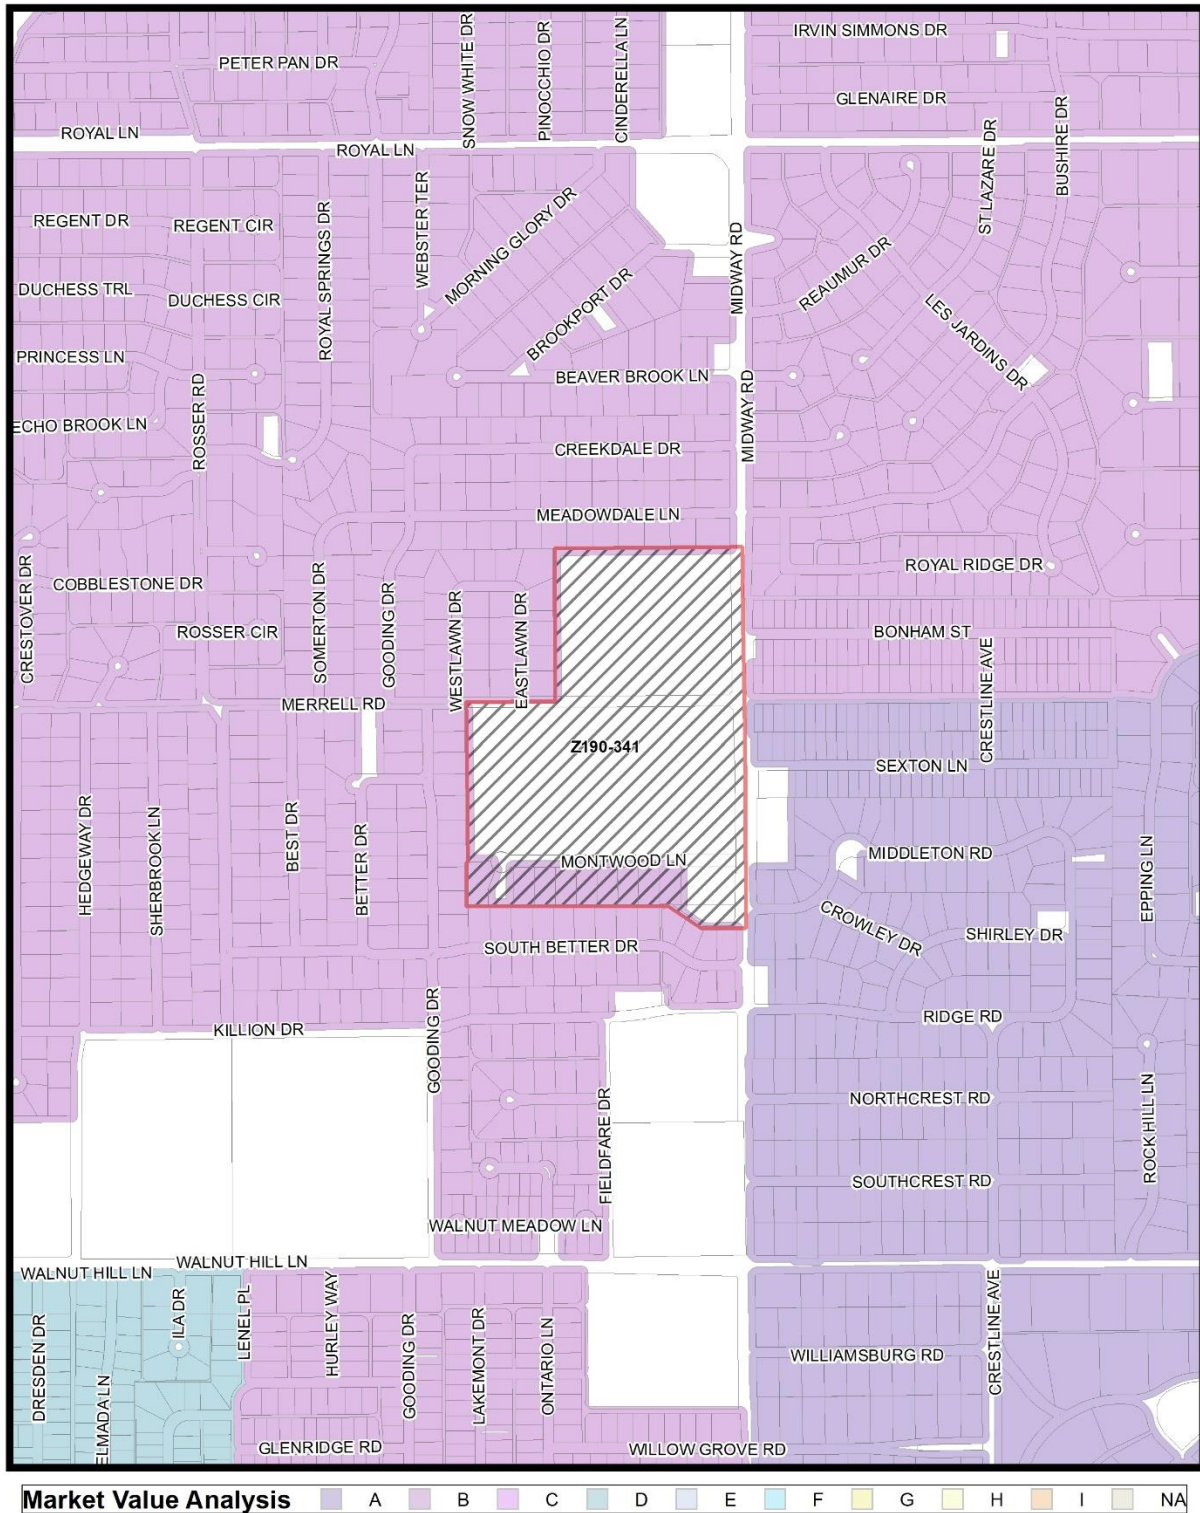 SNOW WHITE DR
PINOCCHIO DR
CINDERELLA LN
IRVIN SIMMONS DR
PETER PAN DR
GLENAIRE DR
BUSHIRE DR
ROYAL LN
ROYAL LN
ST LAZARE DR
WEBSTER TER
MORNING GLORY DR
REGENT DR
REGENT CIR
ROYAL SPRINGS DR
MIDWAY RD
REAUMUR DR
DUCHESS TRL
DUCHESS CIR
BROOKPORT DR
LES JARDINS DR
PRINCESS LN
BEAVER BROOK LN
MIDWAY RD
ROSSER RD
ECHO BROOK LN
CREEKDALE DR
MEADOWDALE LN
CRESTOVER DR
COBBLESTONE DR
SOMERTON DR
GOODING DR
WESTLAWN DR
EASTLAWN DR
ROYAL RIDGE DR
ROSSER CIR
BONHAM ST
CRESTLINE AVE
MERRELL RD
Z190-341
SEXTON LN
HEDGEWAY DR
SHERBROOK LN
BEST DR
BETTER DR
MONTWOOD LN
MIDDLETON RD
EPPING LN
CROWLEY DR
SHIRLEY DR
SOUTH BETTER DR
KILLION DR
GOODING DR
RIDGE RD
FIELDFARE DR
NORTHCREST RD
ROCK HILL LN
SOUTHCREST RD
WALNUT MEADOW LN
WALNUT HILL LN
WALNUT HILL LN
DRESDEN DR
ELMADA LN
ILA DR
LENEL PL
HURLEY WAY
GOODING DR
LAKEMONT DR
ONTARIO LN
WILLIAMSBURG RD
CRESTLINE AVE
GLENRIDGE RD
WILLOW GROVE RD
Market Value Analysis A B C D E F G H I NA